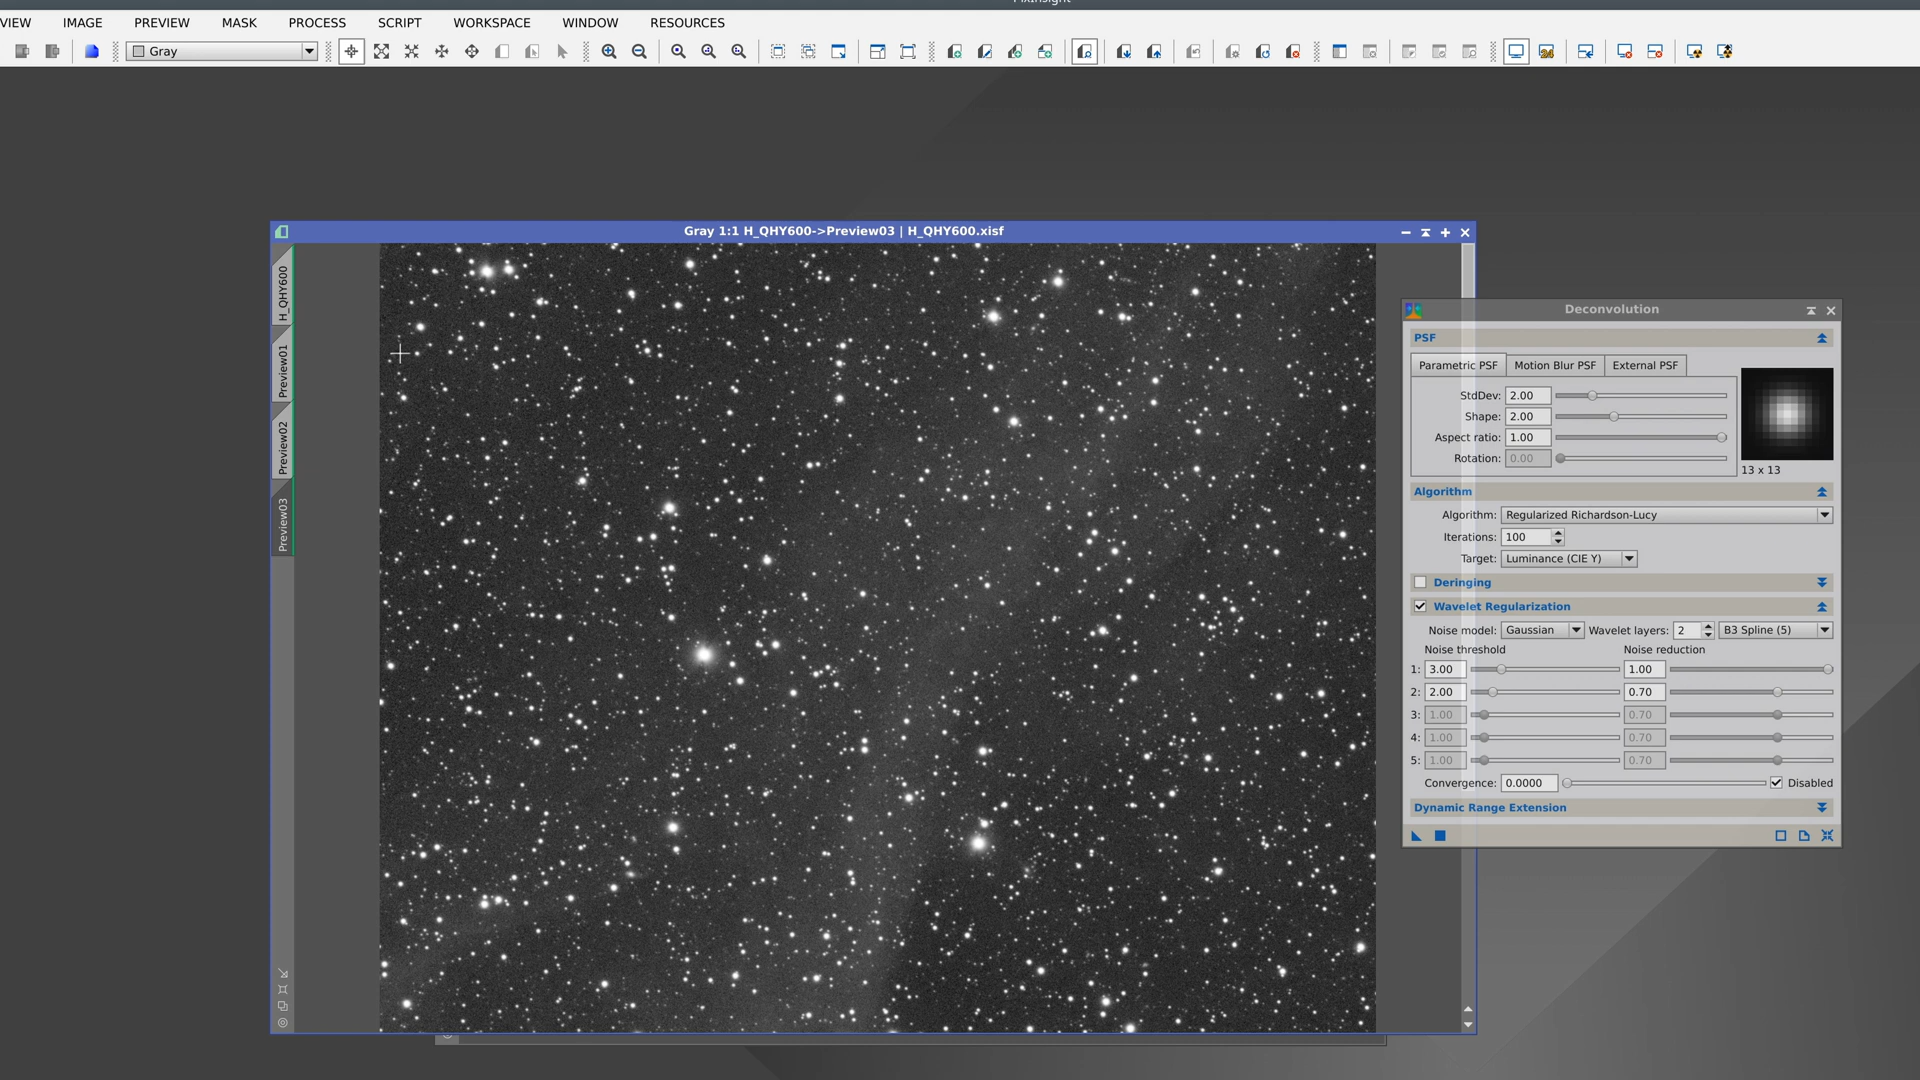 PixInsight
VIEW IMAGE PREVIEW MASK PROCESS SCRIPT WORKSPACE WINDOW RESOURCES
Gray
Gray 1:1 H_QHY600->Preview03 | H_QHY600.xisf
H_QHY600
Preview01
Preview02
Preview03
Deconvolution
PSF
Parametric PSF Motion Blur PSF External PSF
StdDev: 2.00
Shape: 2.00
Aspect ratio: 1.00
Rotation: 0.00
13 x 13
Algorithm
Algorithm: Regularized Richardson-Lucy
Iterations: 100
Target: Luminance (CIE Y)
Deringing
Wavelet Regularization
Noise model: Gaussian Wavelet layers: 2 B3 Spline (5)
Noise threshold Noise reduction
1: 3.00 1.00
2: 2.00 0.70
3: 1.00 0.70
4: 1.00 0.70
5: 1.00 0.70
Convergence: 0.0000 Disabled
Dynamic Range Extension